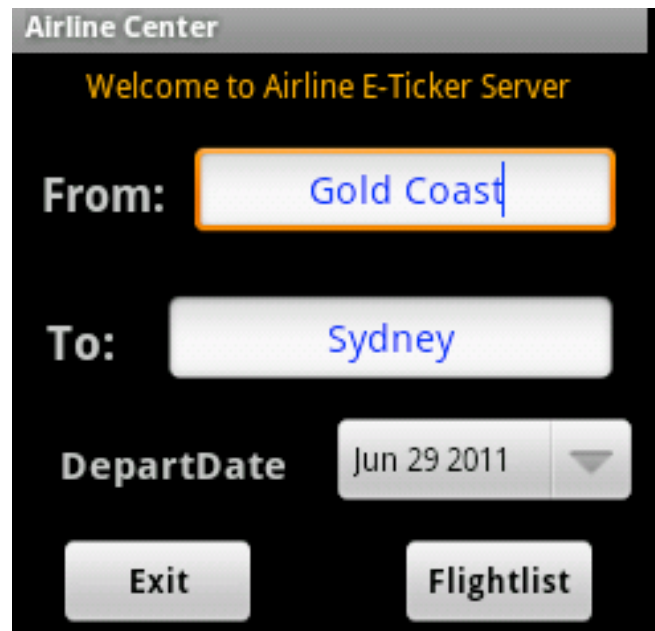 Airline Center
Welcome to Airline E-Ticker Server
From: Gold Coast
To: Sydney
DepartDate Jun 29 2011
Exit Flightlist